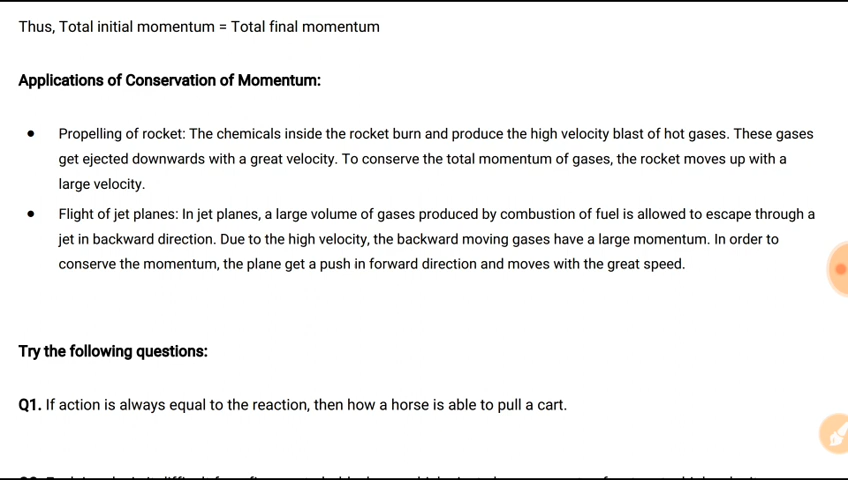 Thus, Total initial momentum = Total final momentum
Applications of Conservation of Momentum:
● Propelling of rocket: The chemicals inside the rocket burn and produce the high velocity blast of hot gases. These gases
get ejected downwards with a great velocity. To conserve the total momentum of gases, the rocket moves up with a
large velocity.
● Flight of jet planes: In jet planes, a large volume of gases produced by combustion of fuel is allowed to escape through a
jet in backward direction. Due to the high velocity, the backward moving gases have a large momentum. In order to
conserve the momentum, the plane get a push in forward direction and moves with the great speed.
Try the following questions:
Q1. If action is always equal to the reaction, then how a horse is able to pull a cart.